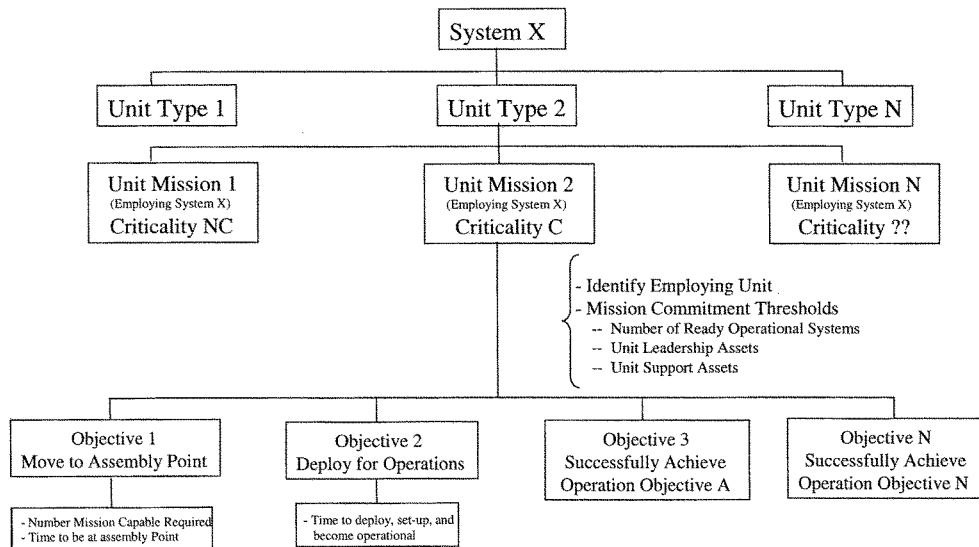 System X
Unit Type 1
Unit Type 2
Unit Type N
Unit Mission 1
(Employing System X)
Criticality NC
Unit Mission 2
(Employing System X)
Criticality C
Unit Mission N
(Employing System X)
Criticality ??
- Identify Employing Unit
- Mission Commitment Thresholds
-- Number of Ready Operational Systems
-- Unit Leadership Assets
-- Unit Support Assets
Objective 1
Move to Assembly Point
Objective 2
Deploy for Operations
Objective 3
Successfully Achieve
Operation Objective A
Objective N
Successfully Achieve
Operation Objective N
- Number Mission Capable Required
- Time to be at assembly Point
- Time to deploy, set-up, and
become operational